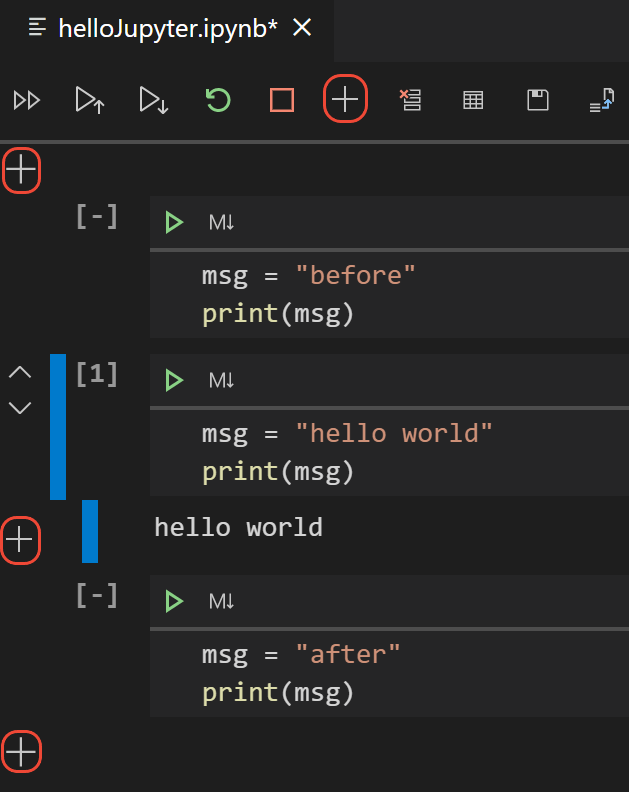 helloJupyter.ipynb*
[-]
M↓
msg = "before"
print(msg)
[1]
M↓
msg = "hello world"
print(msg)
hello world
[-]
M↓
msg = "after"
print(msg)